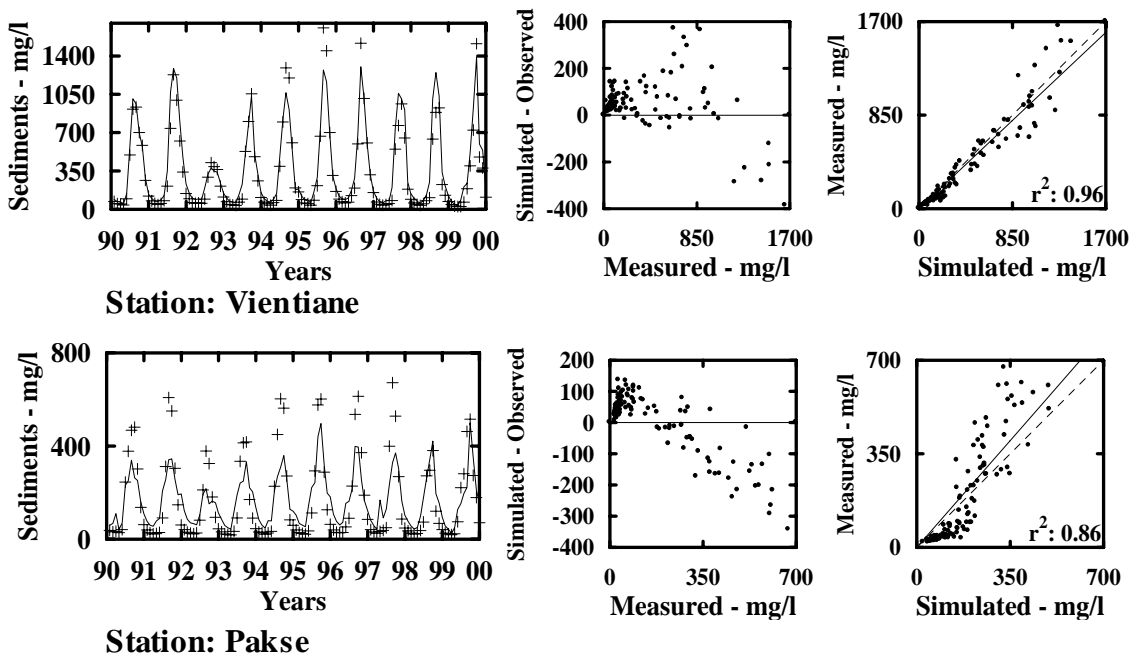 Sediments - mg/l
1400
1050
700
350
0
90 91 92 93 94 95 96 97 98 99 00
Years
Station: Vientiane
Simulated - Observed
400
200
0
-200
-400
0 850 1700
Measured - mg/l
Measured - mg/l
1700
850
0
r²: 0.96
0 850 1700
Simulated - mg/l
Sediments - mg/l
800
400
0
90 91 92 93 94 95 96 97 98 99 00
Years
Station: Pakse
Simulated - Observed
200
100
0
-100
-200
-300
-400
0 350 700
Measured - mg/l
Measured - mg/l
700
350
0
r²: 0.86
0 350 700
Simulated - mg/l